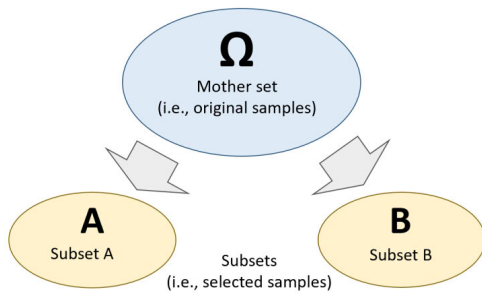 Ω
Mother set
(i.e., original samples)
A
Subset A
B
Subset B
Subsets
(i.e., selected samples)